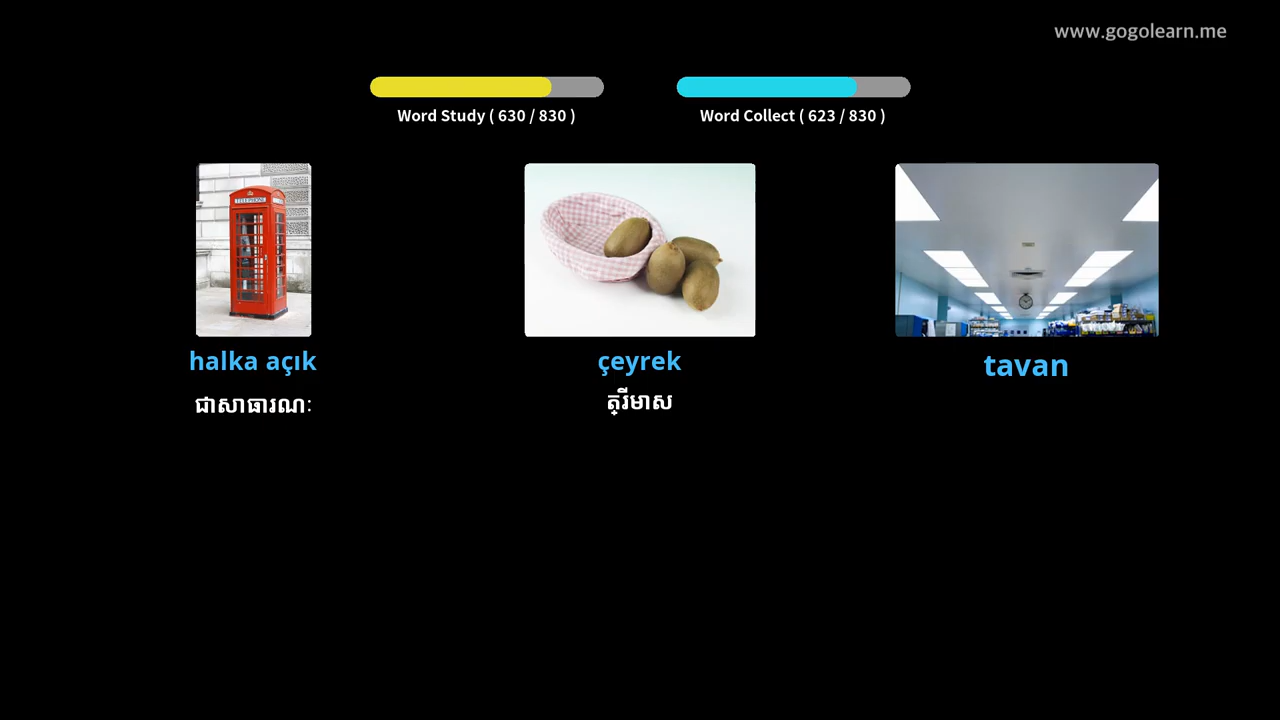 www.gogolearn.me
Word Study ( 630 / 830 )
Word Collect ( 623 / 830 )
TELEPHONE
halka açık
ជាសាធារណៈ
çeyrek
ត្រីមាស
tavan